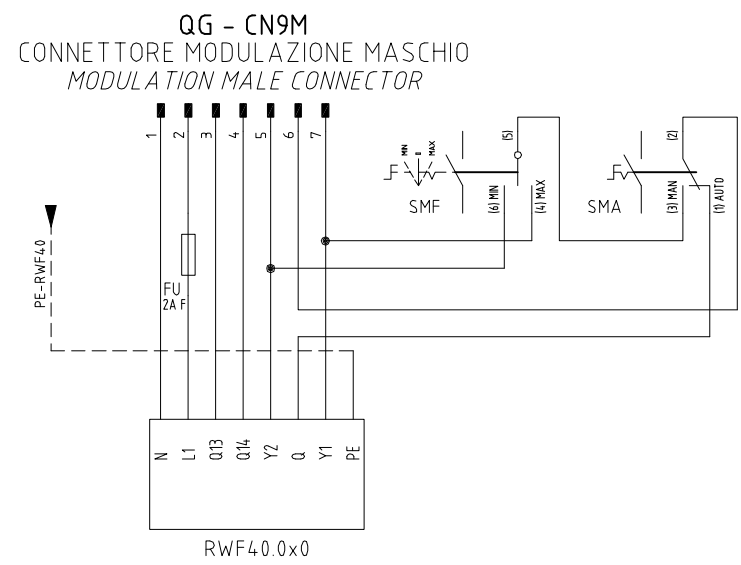 QG - CN9M
CONNETTORE MODULAZIONE MASCHIO
MODULATION MALE CONNECTOR
1
2
3
4
5
6
7
MIN
0
MAX
(5)
(2)
SMF
(6) MIN
(4) MAX
SMA
(3) MAN
(1) AUTO
PE-RWF40
FU
2A F
N
L1
Q13
Q14
Y2
Q
Y1
PE
RWF40.0x0